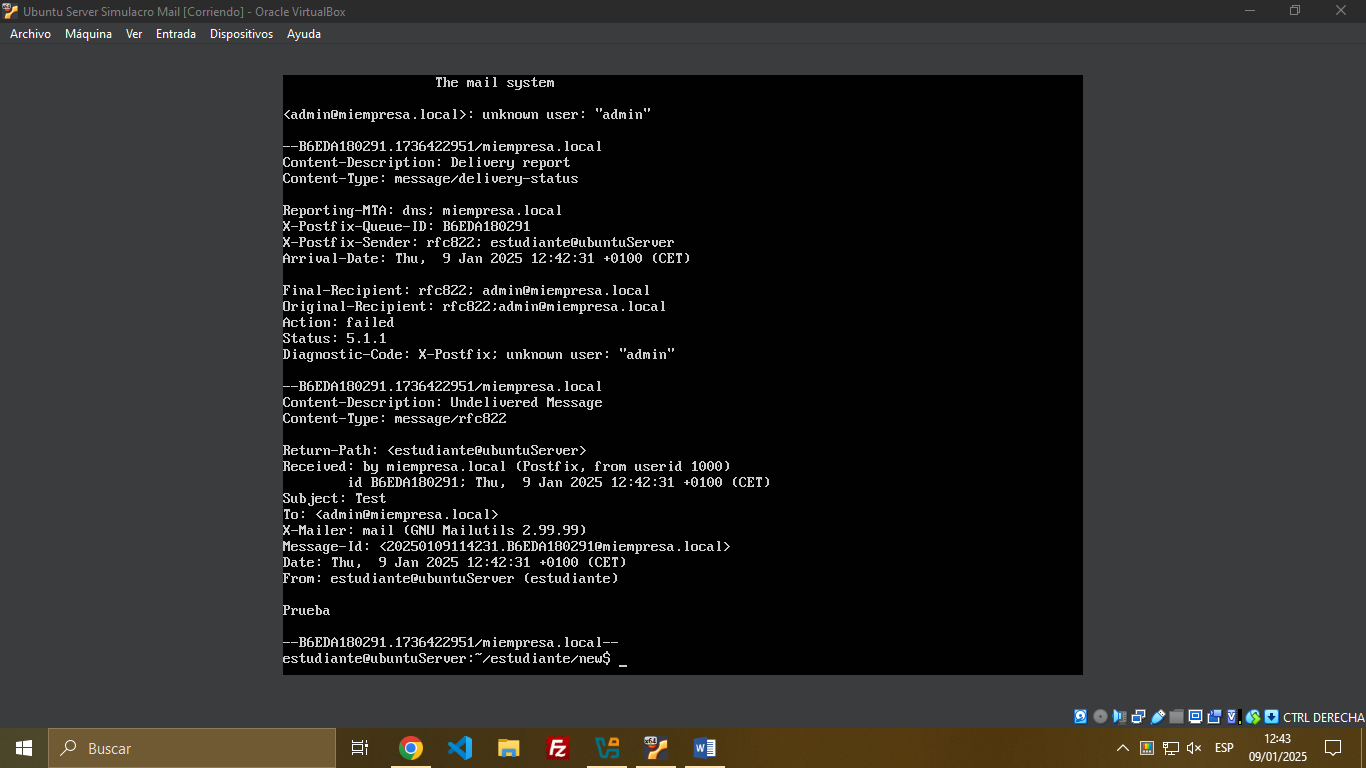 Ubuntu Server Simulacro Mail [Corriendo] - Oracle VirtualBox
Archivo Máquina Ver Entrada Dispositivos Ayuda
The mail system
<admin@miempresa.local>: unknown user: "admin"
--B6EDA180291.1736422951/miempresa.local
Content-Description: Delivery report
Content-Type: message/delivery-status
Reporting-MTA: dns; miempresa.local
X-Postfix-Queue-ID: B6EDA180291
X-Postfix-Sender: rfc822; estudiante@ubuntuServer
Arrival-Date: Thu,  9 Jan 2025 12:42:31 +0100 (CET)
Final-Recipient: rfc822; admin@miempresa.local
Original-Recipient: rfc822;admin@miempresa.local
Action: failed
Status: 5.1.1
Diagnostic-Code: X-Postfix; unknown user: "admin"
--B6EDA180291.1736422951/miempresa.local
Content-Description: Undelivered Message
Content-Type: message/rfc822
Return-Path: <estudiante@ubuntuServer>
Received: by miempresa.local (Postfix, from userid 1000)
id B6EDA180291; Thu,  9 Jan 2025 12:42:31 +0100 (CET)
Subject: Test
To: <admin@miempresa.local>
X-Mailer: mail (GNU Mailutils 2.99.99)
Message-Id: <20250109114231.B6EDA180291@miempresa.local>
Date: Thu,  9 Jan 2025 12:42:31 +0100 (CET)
From: estudiante@ubuntuServer (estudiante)
Prueba
--B6EDA180291.1736422951/miempresa.local--
estudiante@ubuntuServer:~/estudiante/new$ _
CTRL DERECHA
Buscar
ESP
12:43
09/01/2025